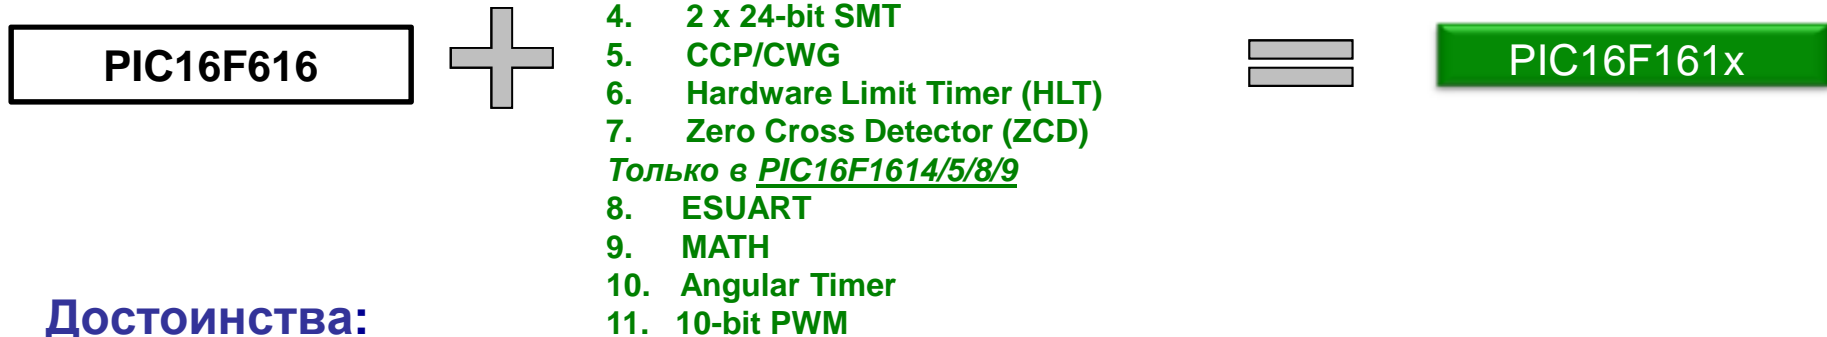 PIC16F616
4. 2 x 24-bit SMT
5. CCP/CWG
6. Hardware Limit Timer (HLT)
7. Zero Cross Detector (ZCD)
Только в PIC16F1614/5/8/9
8. ESUART
9. MATH
10. Angular Timer
11. 10-bit PWM
PIC16F161x
Достоинства: